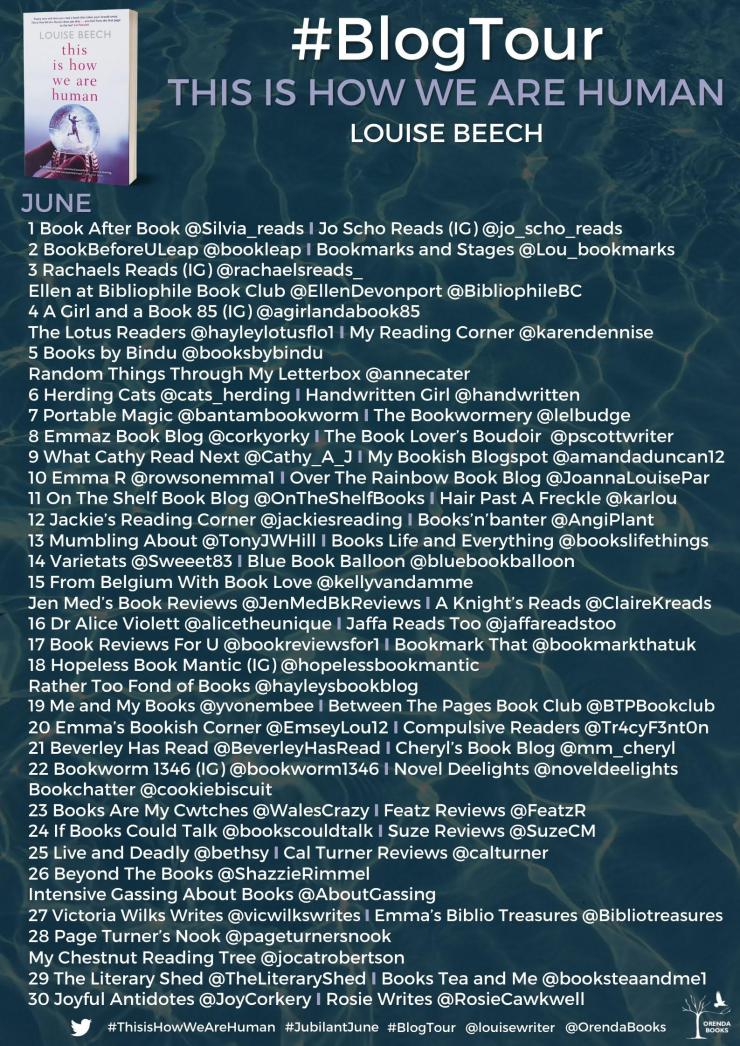 LOUISE BEECH
this
is how
we are
human
#BlogTour
THIS IS HOW WE ARE HUMAN
LOUISE BEECH
JUNE
1 Book After Book @Silvia_reads I Jo Scho Reads (IG) @jo_scho_reads
2 BookBeforeULeap @bookleap I Bookmarks and Stages @Lou_bookmarks
3 Rachaels Reads (IG) @rachaelsreads_
Ellen at Bibliophile Book Club @EllenDevonport @BibliophileBC
4 A Girl and a Book 85 (IG) @agirlandabook85
The Lotus Readers @hayleylotusflo1 I My Reading Corner @karendennise
5 Books by Bindu @booksbybindu
Random Things Through My Letterbox @annecater
6 Herding Cats @cats_herding I Handwritten Girl @handwritten
7 Portable Magic @bantambookworm I The Bookwormery @lelbudge
8 Emmaz Book Blog @corkyorky I The Book Lover's Boudoir @pscottwriter
9 What Cathy Read Next @Cathy_A_J I My Bookish Blogspot @amandaduncan12
10 Emma R @rowsonemma1 I Over The Rainbow Book Blog @JoannaLouisePar
11 On The Shelf Book Blog @OnTheShelfBooks I Hair Past A Freckle @karlou
12 Jackie's Reading Corner @jackiesreading I Books'n'banter @AngiPlant
13 Mumbling About @TonyJWHill I Books Life and Everything @bookslifethings
14 Varietats @Sweeet83 I Blue Book Balloon @bluebookballoon
15 From Belgium With Book Love @kellyvandamme
Jen Med's Book Reviews @JenMedBkReviews I A Knight's Reads @ClaireKreads
16 Dr Alice Violett @alicetheunique I Jaffa Reads Too @jaffareadstoo
17 Book Reviews For U @bookreviewsfor1 I Bookmark That @bookmarkthatuk
18 Hopeless Book Mantic (IG) @hopelessbookmantic
Rather Too Fond of Books @hayleysbookblog
19 Me and My Books @yvonembee I Between The Pages Book Club @BTPBookclub
20 Emma's Bookish Corner @EmseyLou12 I Compulsive Readers @Tr4cyF3nt0n
21 Beverley Has Read @BeverleyHasRead I Cheryl's Book Blog @mm_cheryl
22 Bookworm 1346 (IG) @bookworm1346 I Novel Deelights @noveldeelights
Bookchatter @cookiebiscuit
23 Books Are My Cwtches @WalesCrazy I Featz Reviews @FeatzR
24 If Books Could Talk @bookscouldtalk I Suze Reviews @SuzeCM
25 Live and Deadly @bethsy I Cal Turner Reviews @calturner
26 Beyond The Books @ShazzieRimmel
Intensive Gassing About Books @AboutGassing
27 Victoria Wilks Writes @vicwilkswrites I Emma's Biblio Treasures @Bibliotreasures
28 Page Turner's Nook @pageturnersnook
My Chestnut Reading Tree @jocatrobertson
29 The Literary Shed @TheLiteraryShed I Books Tea and Me @booksteaandme1
30 Joyful Antidotes @JoyCorkery I Rosie Writes @RosieCawkwell
#ThisisHowWeAreHuman #JubilantJune #BlogTour @louisewriter @OrendaBooks
ORENDA
BOOKS